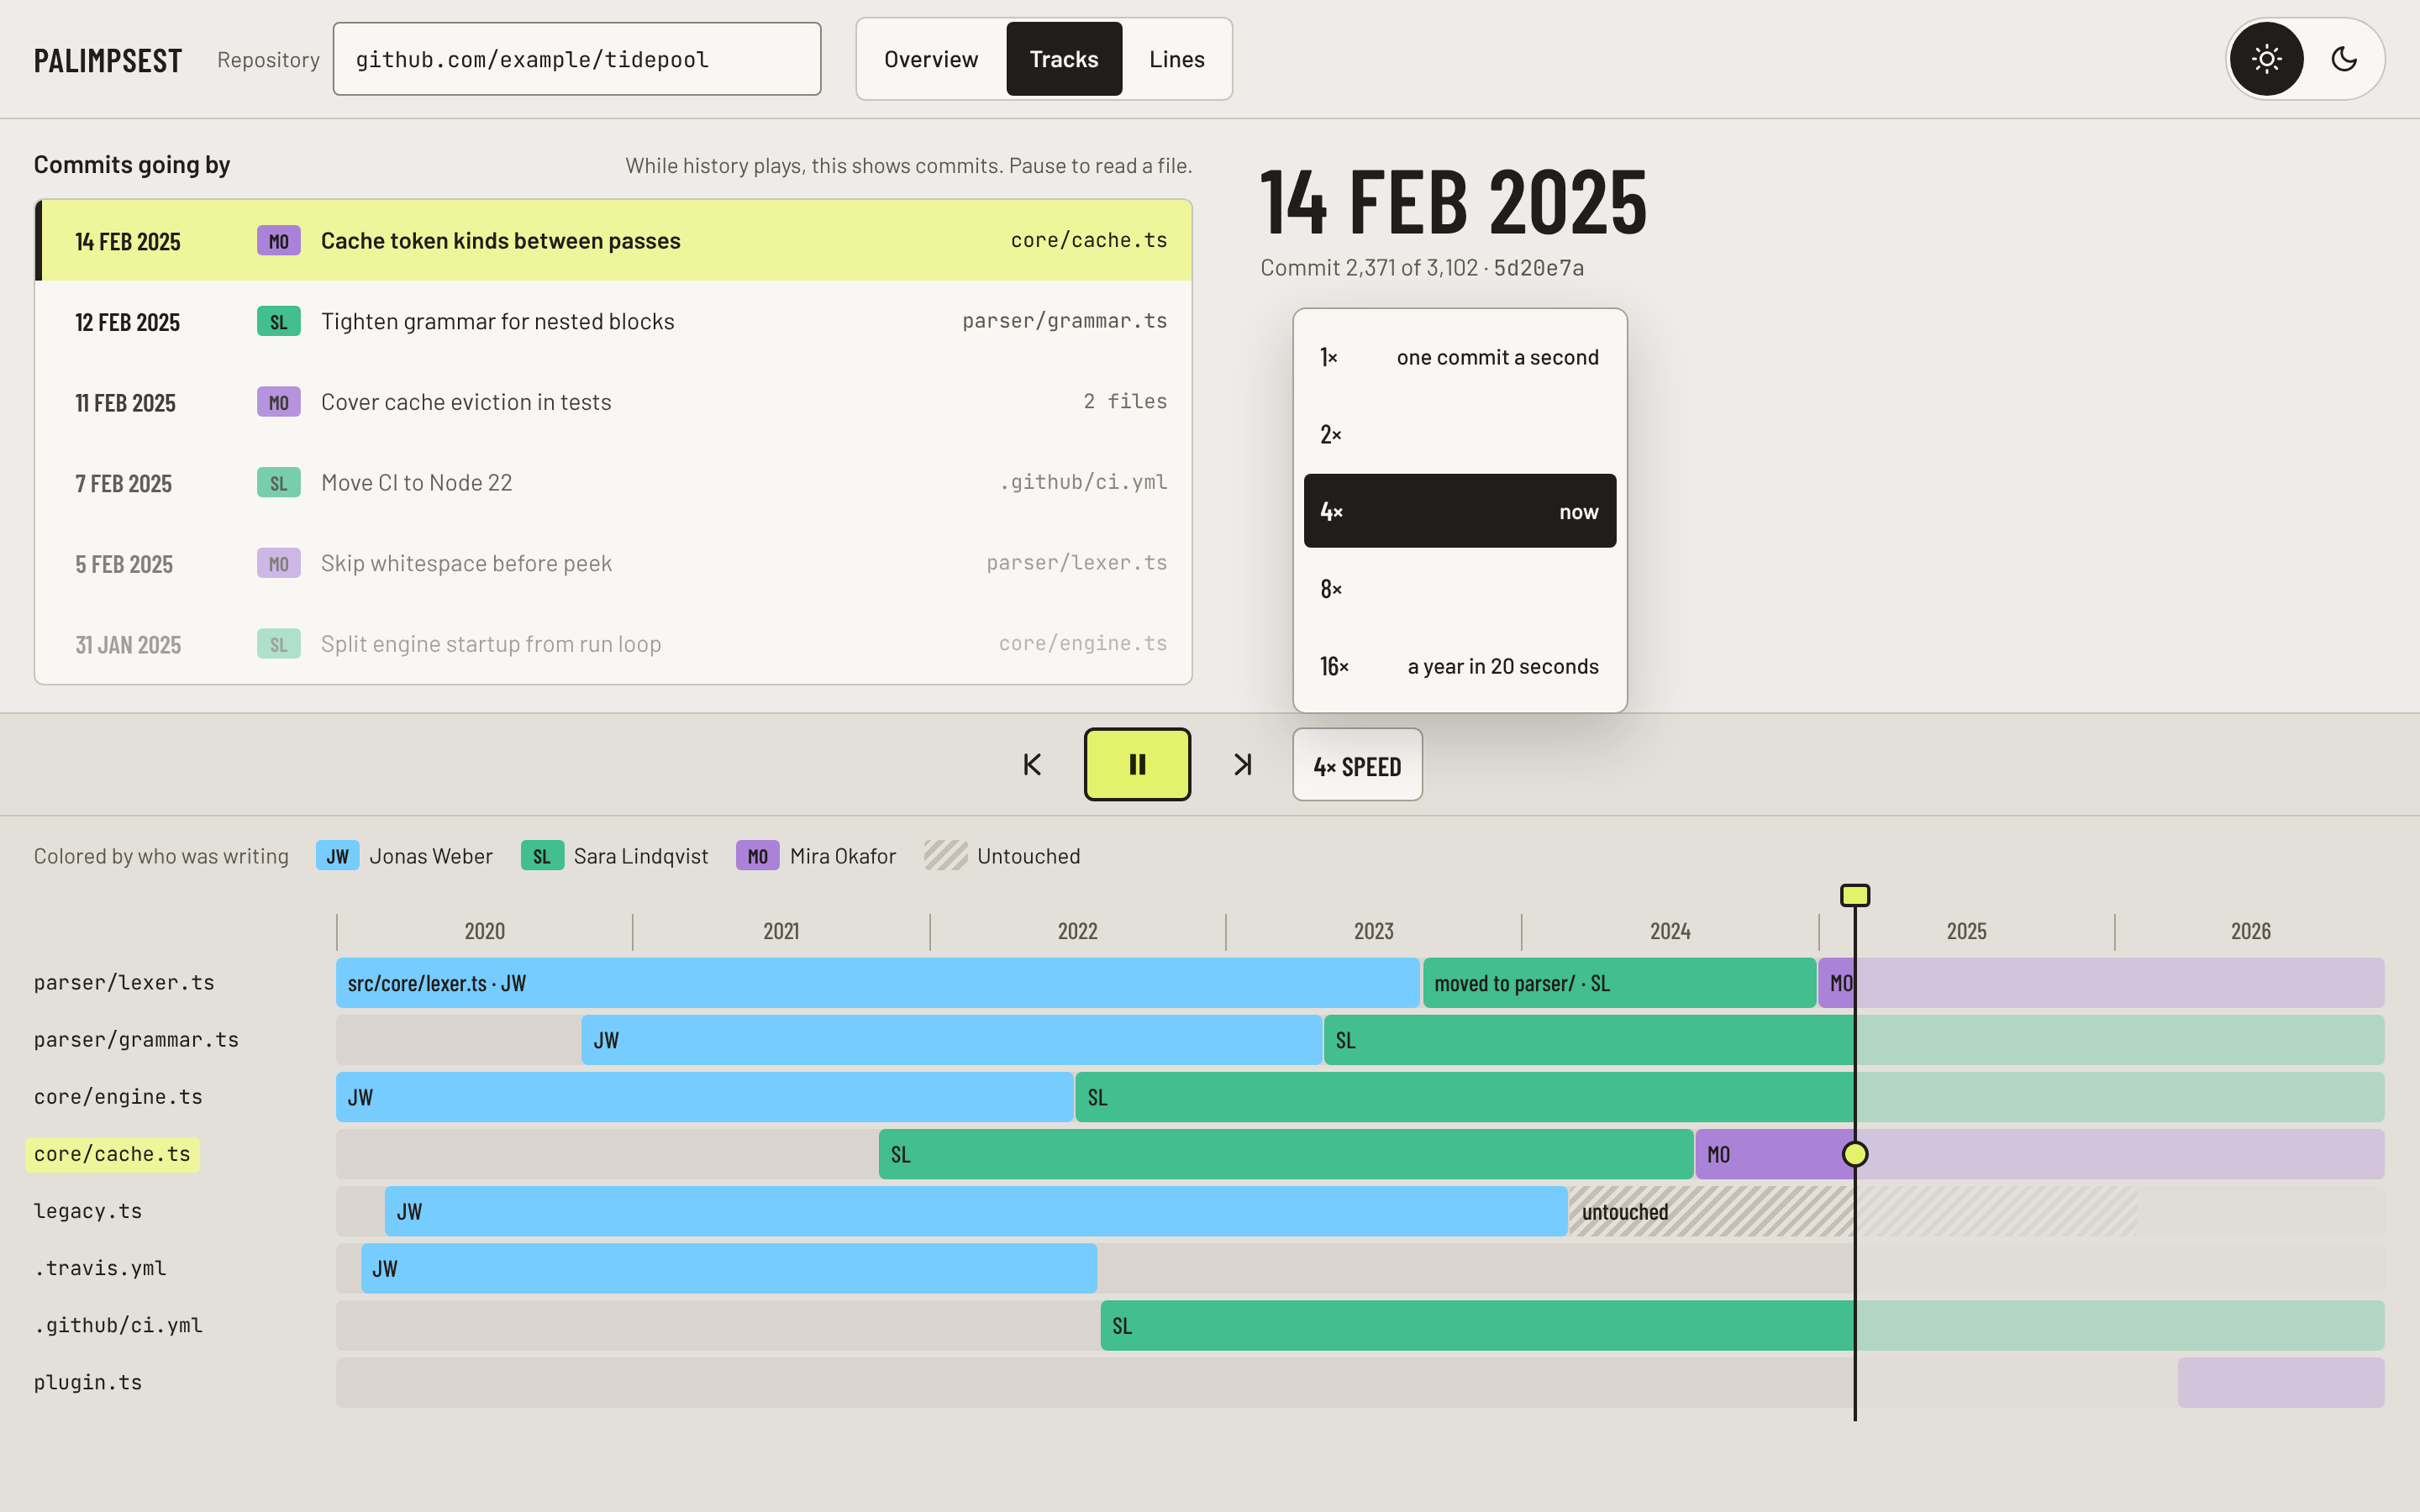 PALIMPSEST
Repository
github.com/example/tidepool
Overview
Tracks
Lines
Commits going by
While history plays, this shows commits. Pause to read a file.
14 FEB 2025 MO Cache token kinds between passes core/cache.ts
12 FEB 2025 SL Tighten grammar for nested blocks parser/grammar.ts
11 FEB 2025 MO Cover cache eviction in tests 2 files
7 FEB 2025 SL Move CI to Node 22 .github/ci.yml
5 FEB 2025 MO Skip whitespace before peek parser/lexer.ts
31 JAN 2025 SL Split engine startup from run loop core/engine.ts
14 FEB 2025
Commit 2,371 of 3,102 · 5d20e7a
1× one commit a second
2×
4× now
8×
16× a year in 20 seconds
4× SPEED
Colored by who was writing JW Jonas Weber SL Sara Lindqvist MO Mira Okafor Untouched
2020 2021 2022 2023 2024 2025 2026
parser/lexer.ts src/core/lexer.ts · JW moved to parser/ · SL MO
parser/grammar.ts JW SL
core/engine.ts JW SL
core/cache.ts SL MO
legacy.ts JW untouched
.travis.yml JW
.github/ci.yml SL
plugin.ts